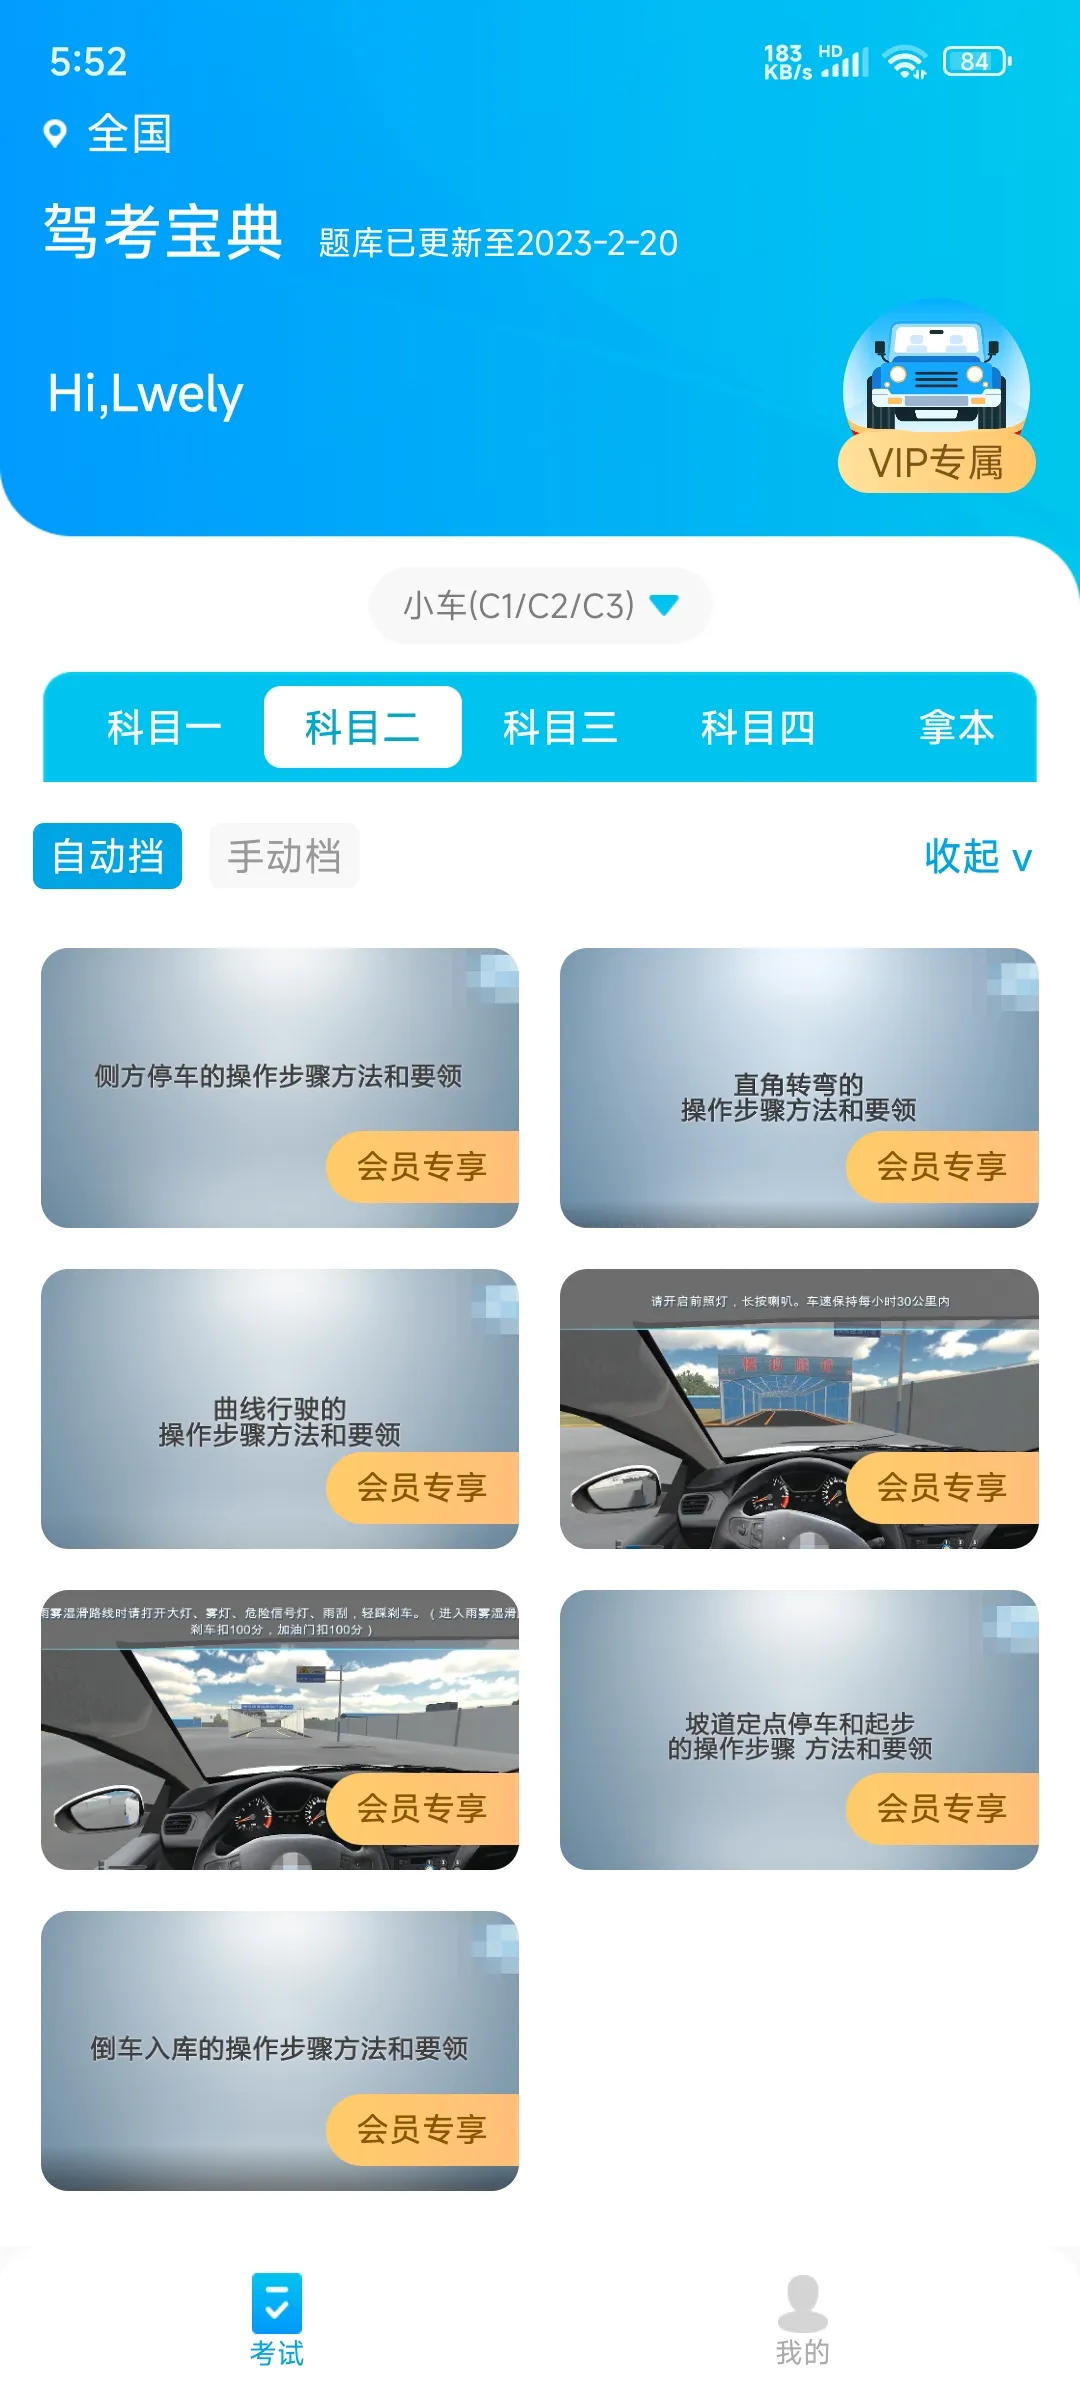 5:52
183
KB/s
HD
84
全国
驾考宝典 题库已更新至2023-2-20
Hi,Lwely
VIP专属
小车(C1/C2/C3)
科目一 科目二 科目三 科目四 拿本
自动挡 手动档 收起 v
侧方停车的操作步骤方法和要领
会员专享
直角转弯的
操作步骤方法和要领
会员专享
曲线行驶的
操作步骤方法和要领
会员专享
请开启前照灯，长按喇叭。车速保持每小时30公里内
会员专享
雨雾湿滑路线时请打开大灯、雾灯、危险信号灯、雨刮，轻踩刹车。（进入雨雾湿滑
刹车扣100分，加油门扣100分）
会员专享
坡道定点停车和起步
的操作步骤 方法和要领
会员专享
倒车入库的操作步骤方法和要领
会员专享
考试
我的